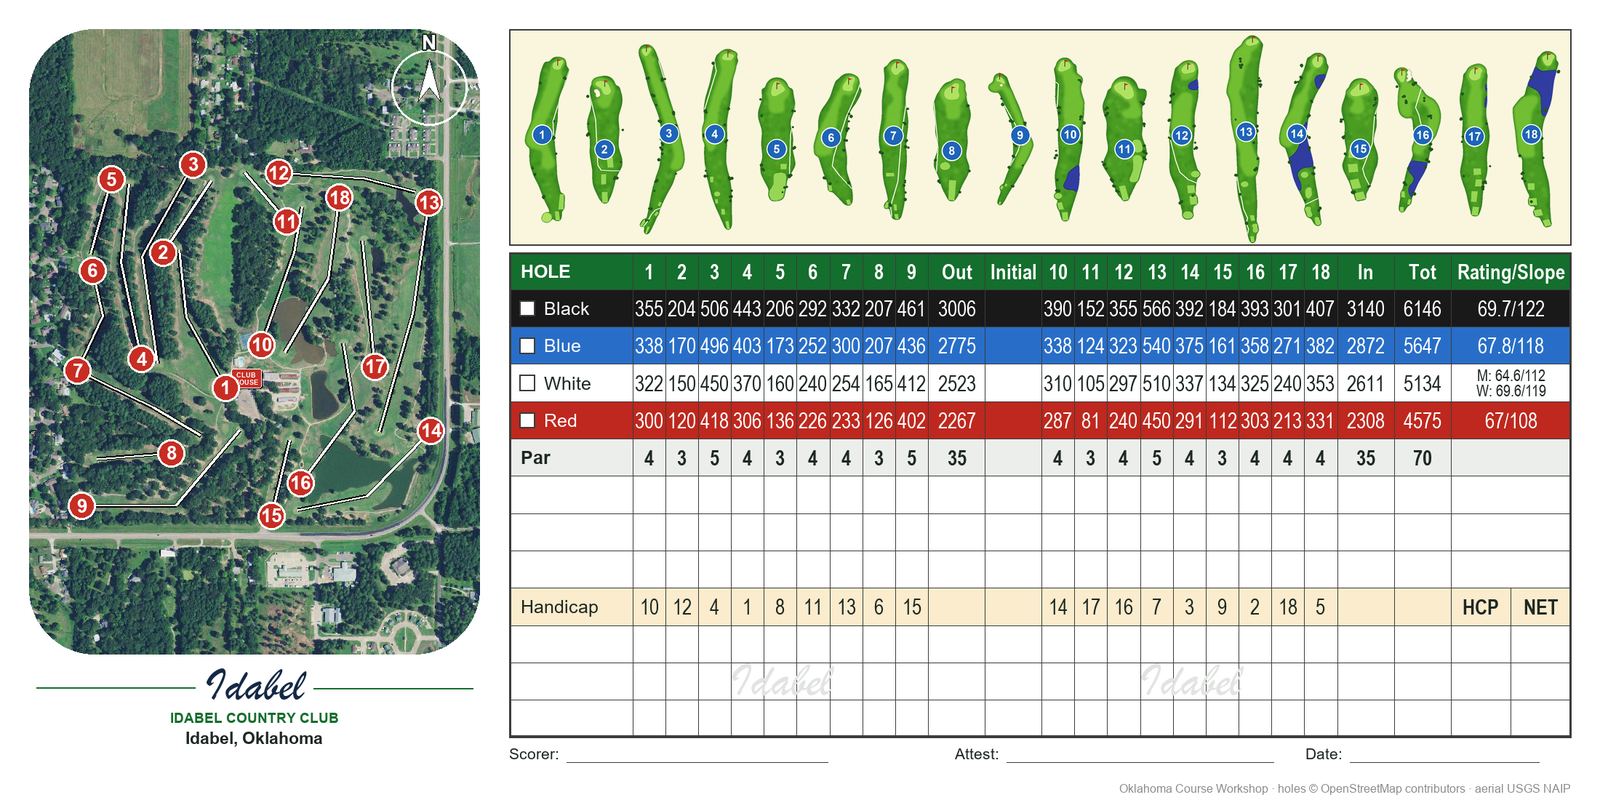 N
3
5
12
18
13
11
2
6
10
4
17
7
CLUB
HOUSE
1
14
8
16
9
15
Idabel
IDABEL COUNTRY CLUB
Idabel, Oklahoma
1 2 3 4 5 6 7 8 9 10 11 12 13 14 15 16 17 18
HOLE 1 2 3 4 5 6 7 8 9 Out Initial 10 11 12 13 14 15 16 17 18 In Tot Rating/Slope
Black 355 204 506 443 206 292 332 207 461 3006 390 152 355 566 392 184 393 301 407 3140 6146 69.7/122
Blue 338 170 496 403 173 252 300 207 436 2775 338 124 323 540 375 161 358 271 382 2872 5647 67.8/118
White 322 150 450 370 160 240 254 165 412 2523 310 105 297 510 337 134 325 240 353 2611 5134 M: 64.6/112
W: 69.6/119
Red 300 120 418 306 136 226 233 126 402 2267 287 81 240 450 291 112 303 213 331 2308 4575 67/108
Par 4 3 5 4 3 4 4 3 5 35 4 3 4 5 4 3 4 4 4 35 70
Handicap 10 12 4 1 8 11 13 6 15 14 17 16 7 3 9 2 18 5 HCP NET
Idabel Idabel
Scorer: Attest: Date:
Oklahoma Course Workshop · holes © OpenStreetMap contributors · aerial USGS NAIP